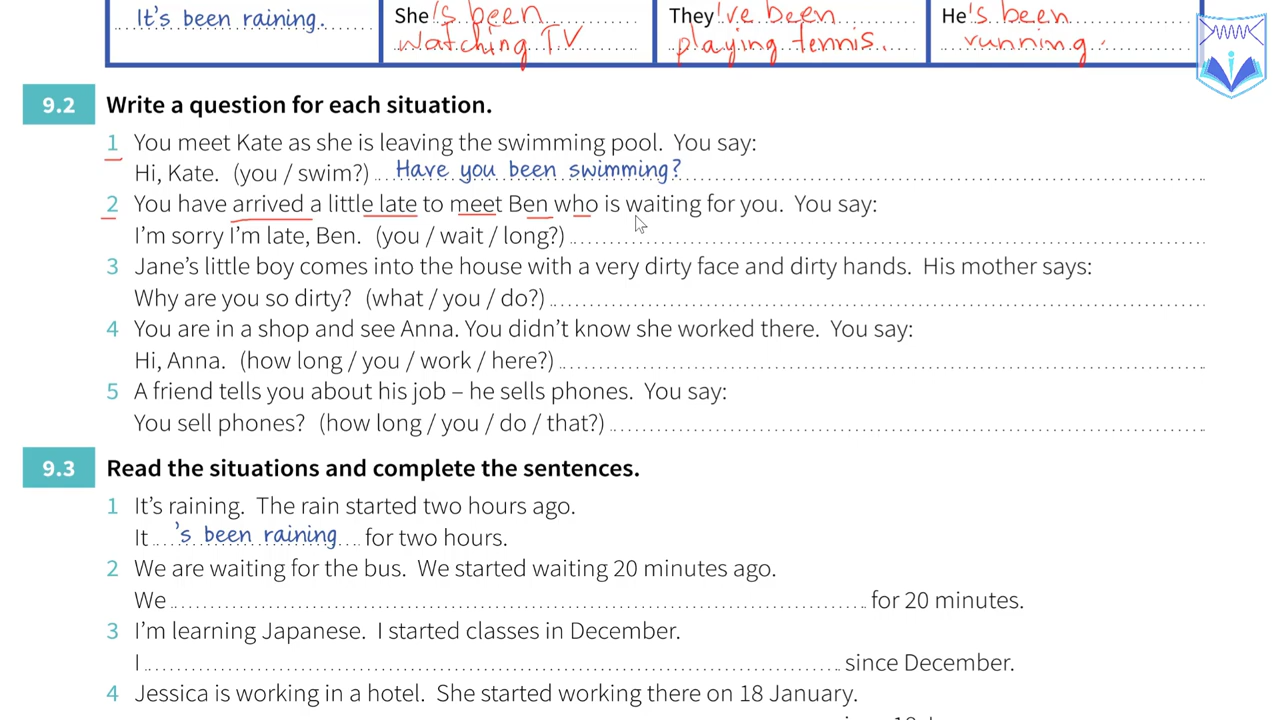 It's been raining.
She's been
watching TV
They've been
playing tennis.
He's been
running.
9.2 Write a question for each situation.
1 You meet Kate as she is leaving the swimming pool. You say:
Hi, Kate. (you / swim?) Have you been swimming?
2 You have arrived a little late to meet Ben who is waiting for you. You say:
I'm sorry I'm late, Ben. (you / wait / long?)
3 Jane's little boy comes into the house with a very dirty face and dirty hands. His mother says:
Why are you so dirty? (what / you / do?)
4 You are in a shop and see Anna. You didn't know she worked there. You say:
Hi, Anna. (how long / you / work / here?)
5 A friend tells you about his job – he sells phones. You say:
You sell phones? (how long / you / do / that?)
9.3 Read the situations and complete the sentences.
1 It's raining. The rain started two hours ago.
It 's been raining for two hours.
2 We are waiting for the bus. We started waiting 20 minutes ago.
We for 20 minutes.
3 I'm learning Japanese. I started classes in December.
I since December.
4 Jessica is working in a hotel. She started working there on 18 January.